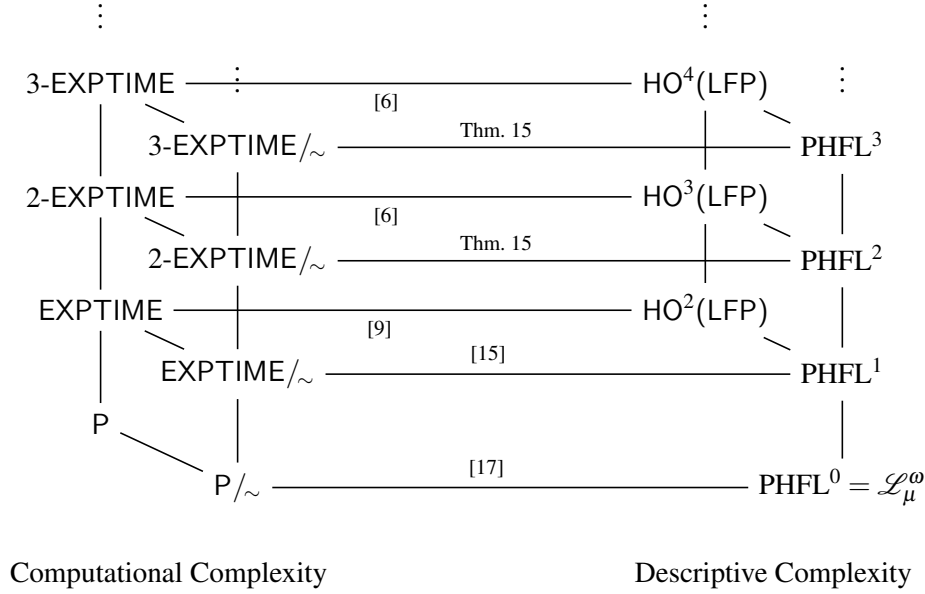 ⋮ ⋮
3-EXPTIME ⋮ [6] HO⁴(LFP) ⋮
3-EXPTIME/∼ Thm. 15 PHFL³
2-EXPTIME [6] HO³(LFP)
2-EXPTIME/∼ Thm. 15 PHFL²
EXPTIME [9] HO²(LFP)
EXPTIME/∼ [15] PHFL¹
P
P/∼ [17] PHFL⁰ = ℒ_μ^ω
Computational Complexity Descriptive Complexity